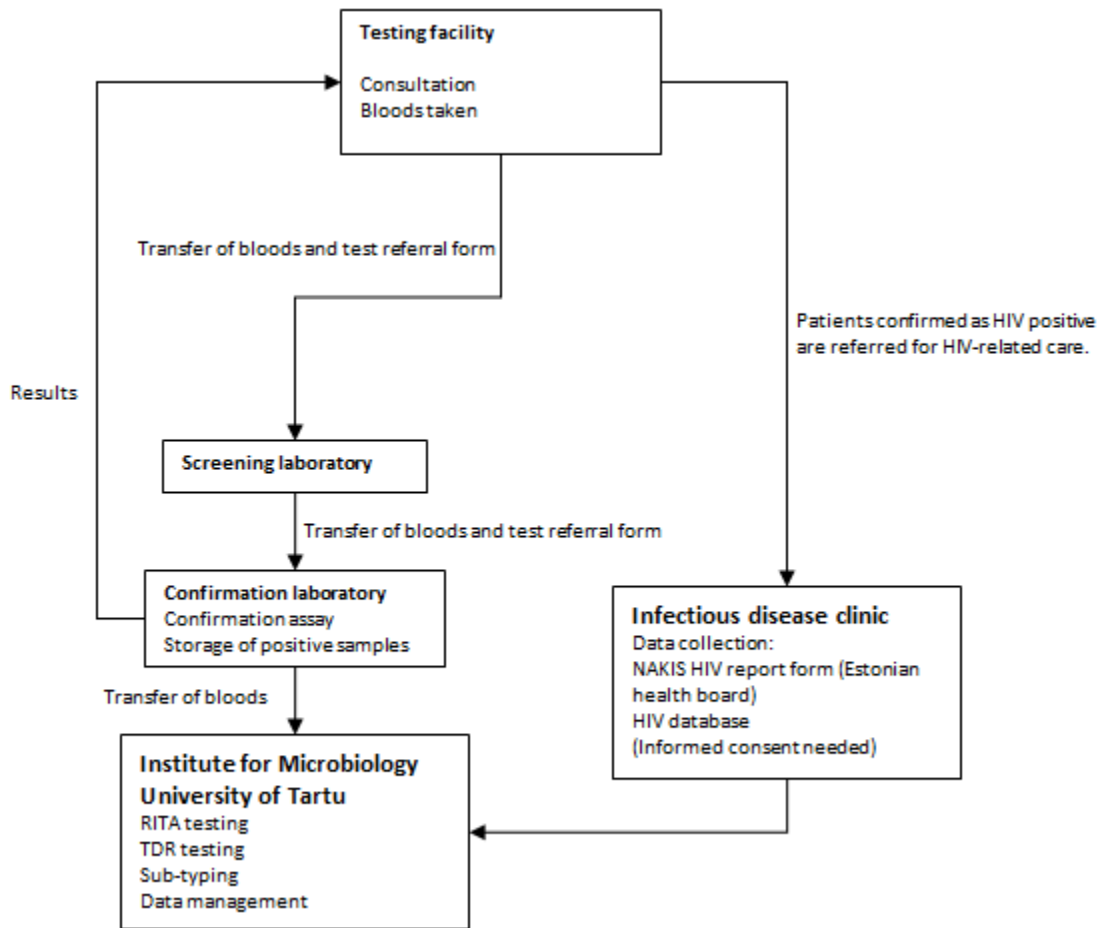 Testing facility
Consultation
Bloods taken
Transfer of bloods and test referral form
Patients confirmed as HIV positive
are referred for HIV-related care.
Results
Screening laboratory
Transfer of bloods and test referral form
Confirmation laboratory
Confirmation assay
Storage of positive samples
Transfer of bloods
Infectious disease clinic
Data collection:
NAKIS HIV report form (Estonian
health board)
HIV database
(Informed consent needed)
Institute for Microbiology
University of Tartu
RITA testing
TDR testing
Sub-typing
Data management